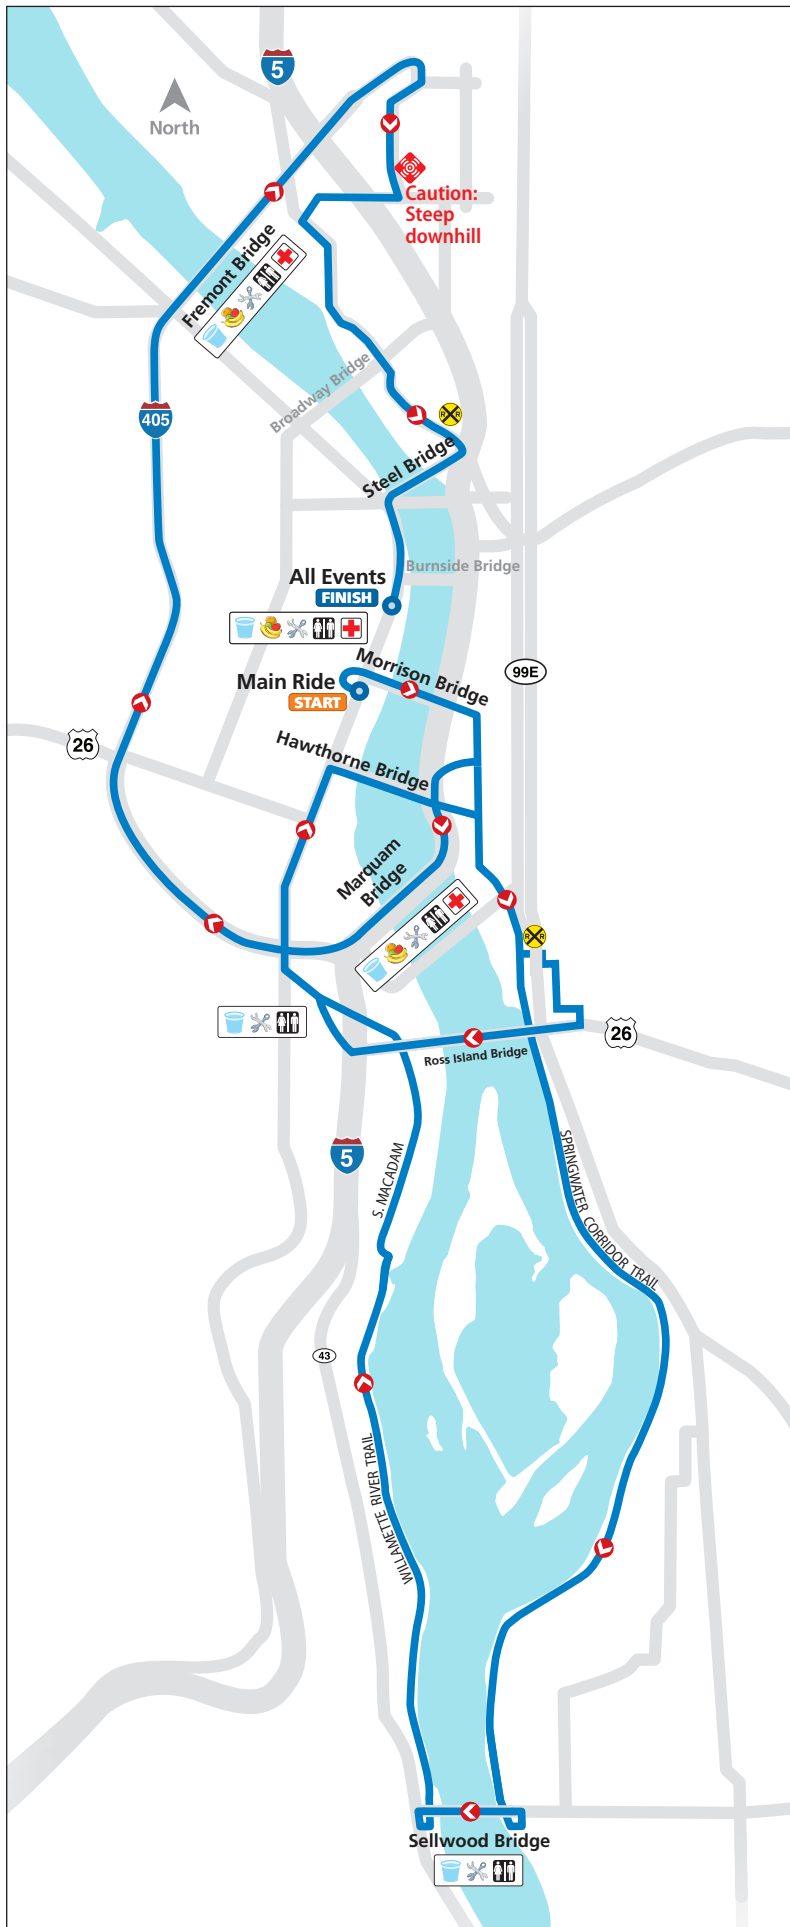 5
North
Caution:
Steep
downhill
Fremont Bridge
Broadway Bridge
405
R R
Steel Bridge
Burnside Bridge
All Events
FINISH
Morrison Bridge
99E
Main Ride
START
26
Hawthorne Bridge
Marquam
Bridge
R R
26
Ross Island Bridge
5
S. MACADAM
SPRINGWATER CORRIDOR TRAIL
43
WILLAMETTE RIVER TRAIL
Sellwood Bridge